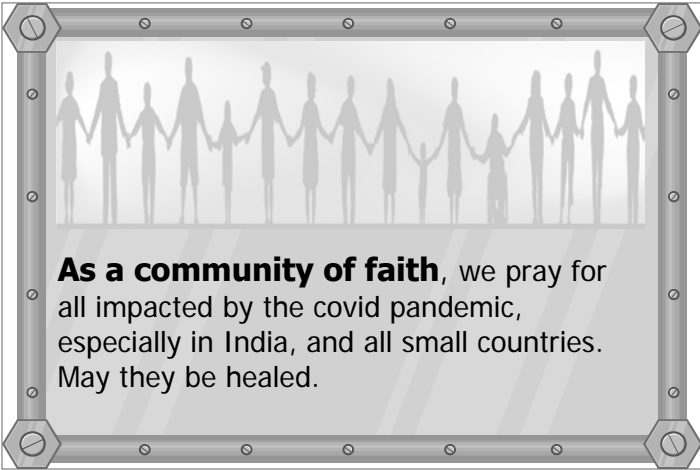 As a community of faith, we pray for
all impacted by the covid pandemic,
especially in India, and all small countries.
May they be healed.